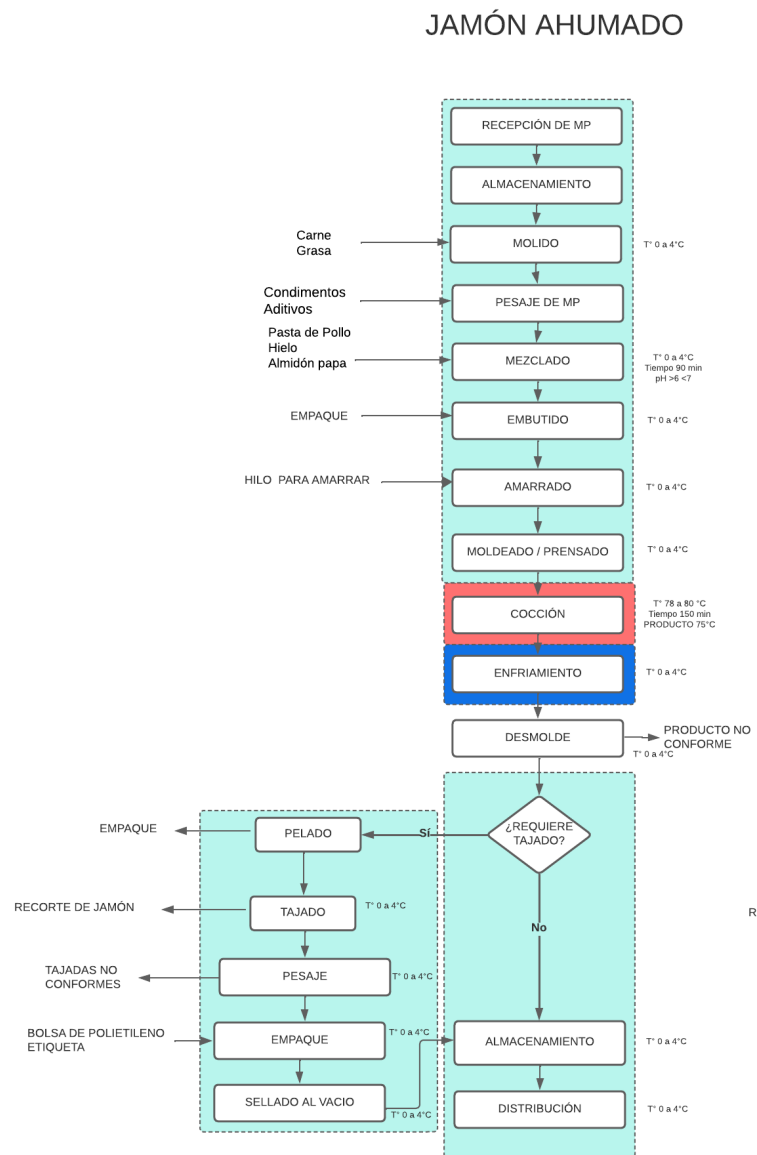 JAMÓN AHUMADO
RECEPCIÓN DE MP
ALMACENAMIENTO
Carne
Grasa
MOLIDO
T° 0 a 4°C
Condimentos
Aditivos
PESAJE DE MP
Pasta de Pollo
Hielo
Almidón papa
MEZCLADO
T° 0 a 4°C
Tiempo 90 min
pH >6 <7
EMPAQUE
EMBUTIDO
T° 0 a 4°C
HILO PARA AMARRAR
AMARRADO
T° 0 a 4°C
MOLDEADO / PRENSADO
T° 0 a 4°C
COCCIÓN
T° 78 a 80 °C
Tiempo 150 min
PRODUCTO 75°C
ENFRIAMIENTO
T° 0 a 4°C
DESMOLDE
PRODUCTO NO
CONFORME
T° 0 a 4°C
¿REQUIERE
TAJADO?
Sí
No
EMPAQUE
PELADO
RECORTE DE JAMÓN
TAJADO
T° 0 a 4°C
R
TAJADAS NO
CONFORMES
PESAJE
T° 0 a 4°C
BOLSA DE POLIETILENO
ETIQUETA
EMPAQUE
T° 0 a 4°C
SELLADO AL VACIO
T° 0 a 4°C
ALMACENAMIENTO
T° 0 a 4°C
DISTRIBUCIÓN
T° 0 a 4°C